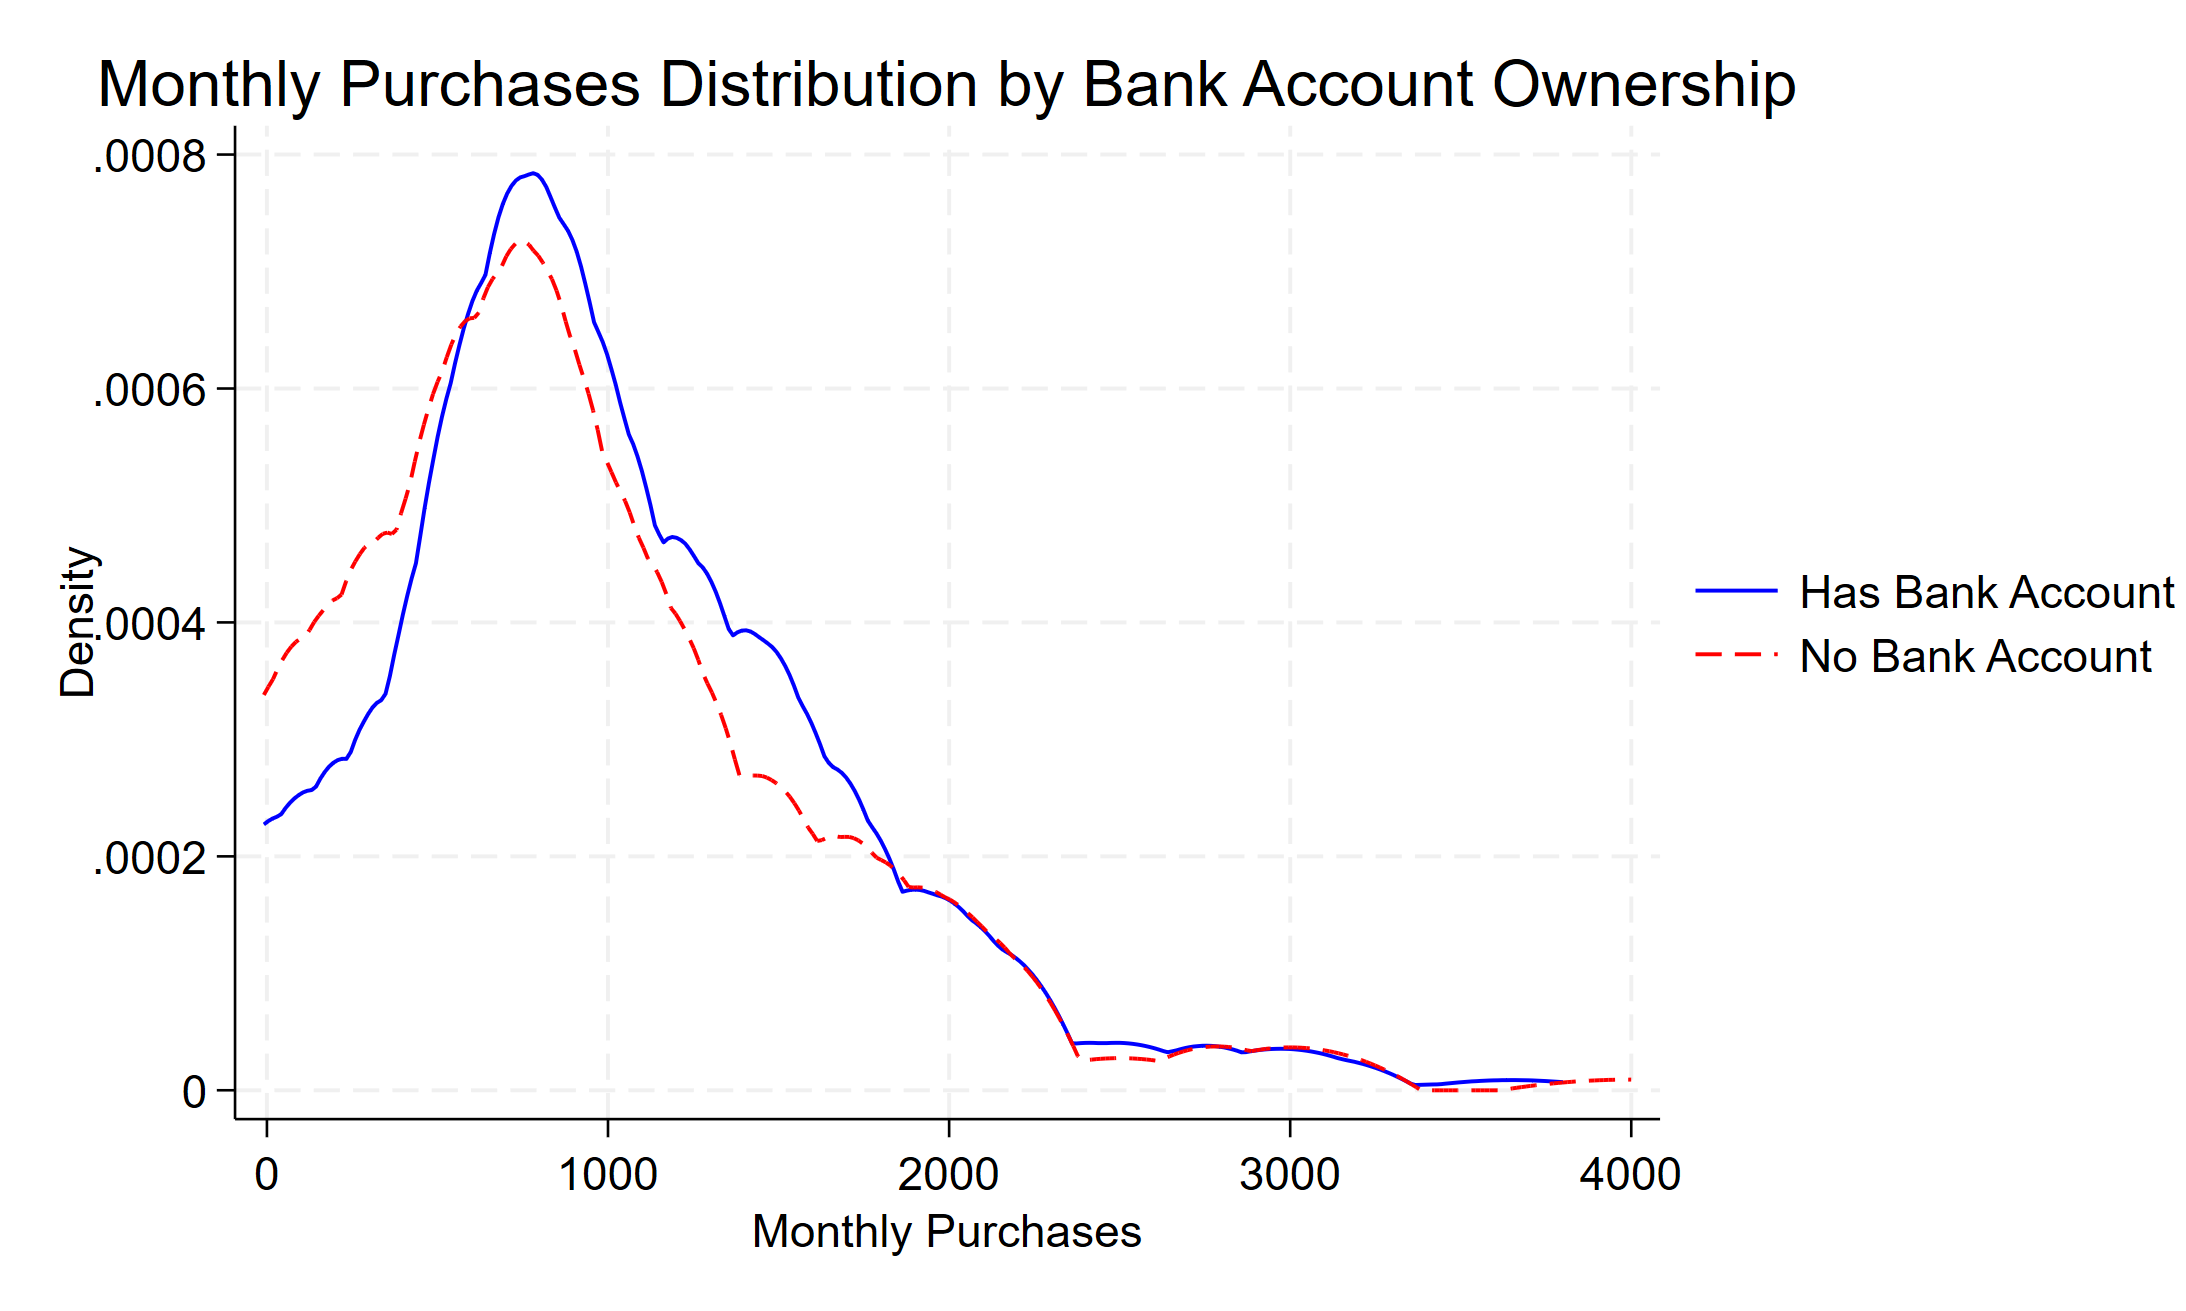 Monthly Purchases Distribution by Bank Account Ownership
Density
.0008
.0006
.0004
.0002
0
0 1000 2000 3000 4000
Monthly Purchases
Has Bank Account
No Bank Account